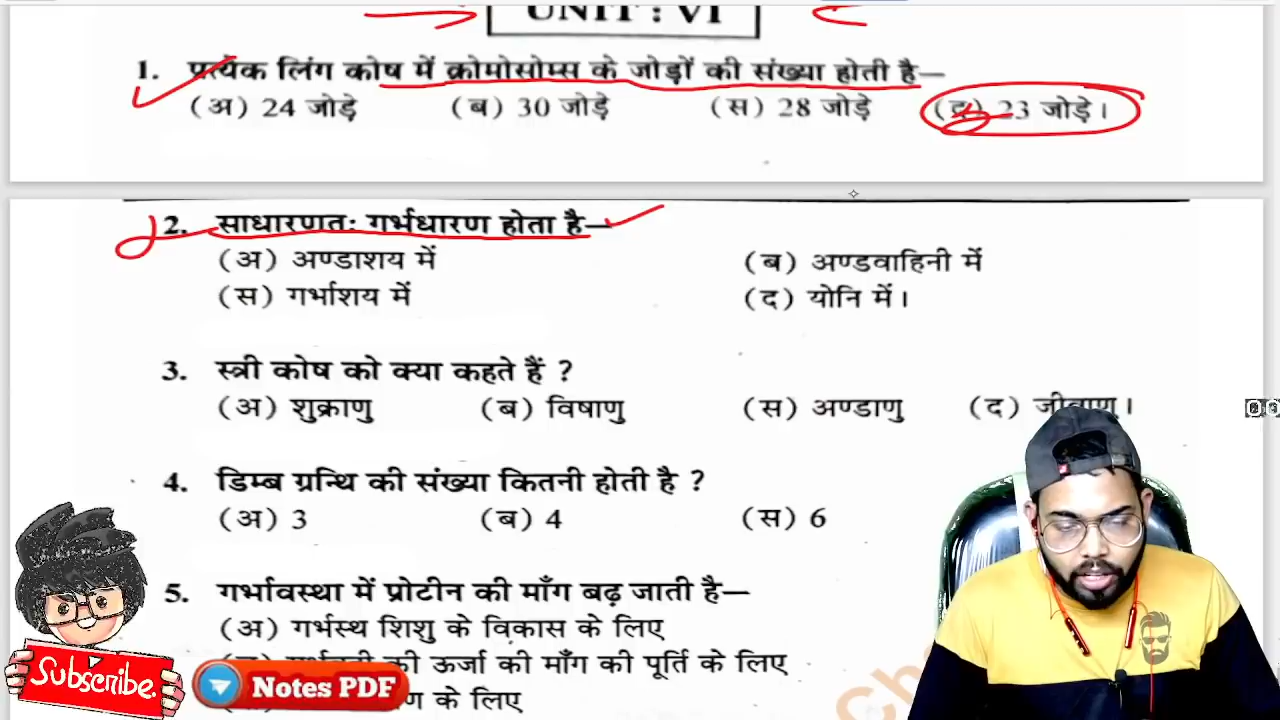 UNIT : VI
1. प्रत्येक लिंग कोष में क्रोमोसोम्स के जोड़ों की संख्या होती है—
(अ) 24 जोड़े (ब) 30 जोड़े (स) 28 जोड़े (द) 23 जोड़े।
2. साधारणतः गर्भधारण होता है—
(अ) अण्डाशय में (ब) अण्डवाहिनी में
(स) गर्भाशय में (द) योनि में।
3. स्त्री कोष को क्या कहते हैं ?
(अ) शुक्राणु (ब) विषाणु (स) अण्डाणु (द) जीवाणु।
4. डिम्ब ग्रन्थि की संख्या कितनी होती है ?
(अ) 3 (ब) 4 (स) 6
5. गर्भावस्था में प्रोटीन की माँग बढ़ जाती है—
(अ) गर्भस्थ शिशु के विकास के लिए
की ऊर्जा की माँग की पूर्ति के लिए
के लिए
Subscribe.
Notes PDF